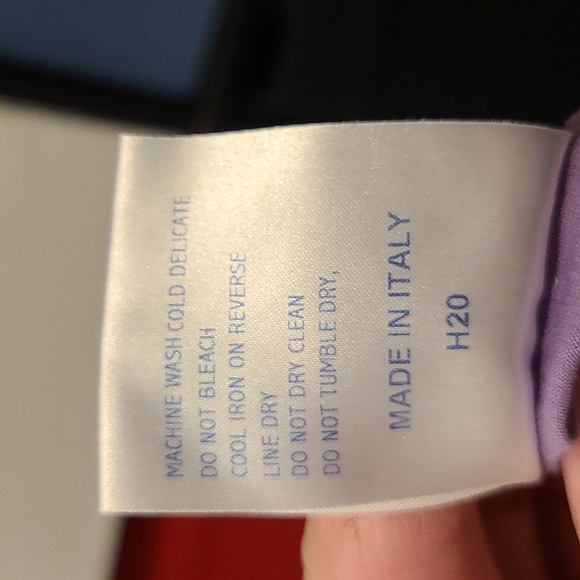 MACHINE WASH COLD DELICATE
DO NOT BLEACH
COOL IRON ON REVERSE
LINE DRY
DO NOT DRY CLEAN
DO NOT TUMBLE DRY,
MADE IN ITALY
H20